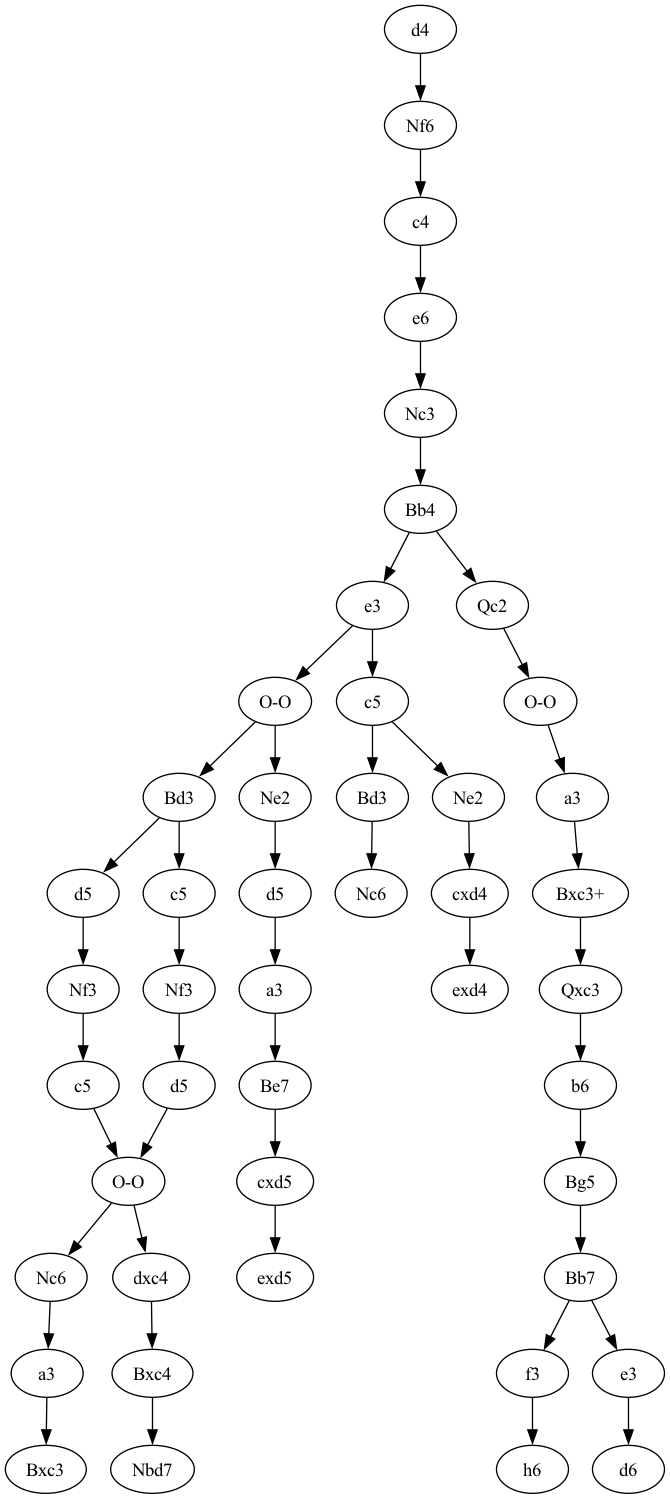 d4
Nf6
c4
e6
Nc3
Bb4
e3
Qc2
O-O
c5
O-O
Bd3
Ne2
Bd3
Ne2
a3
d5
c5
d5
Nc6
cxd4
Bxc3+
Nf3
Nf3
a3
exd4
Qxc3
c5
d5
Be7
b6
O-O
cxd5
Bg5
Nc6
dxc4
exd5
Bb7
a3
Bxc4
f3
e3
Bxc3
Nbd7
h6
d6